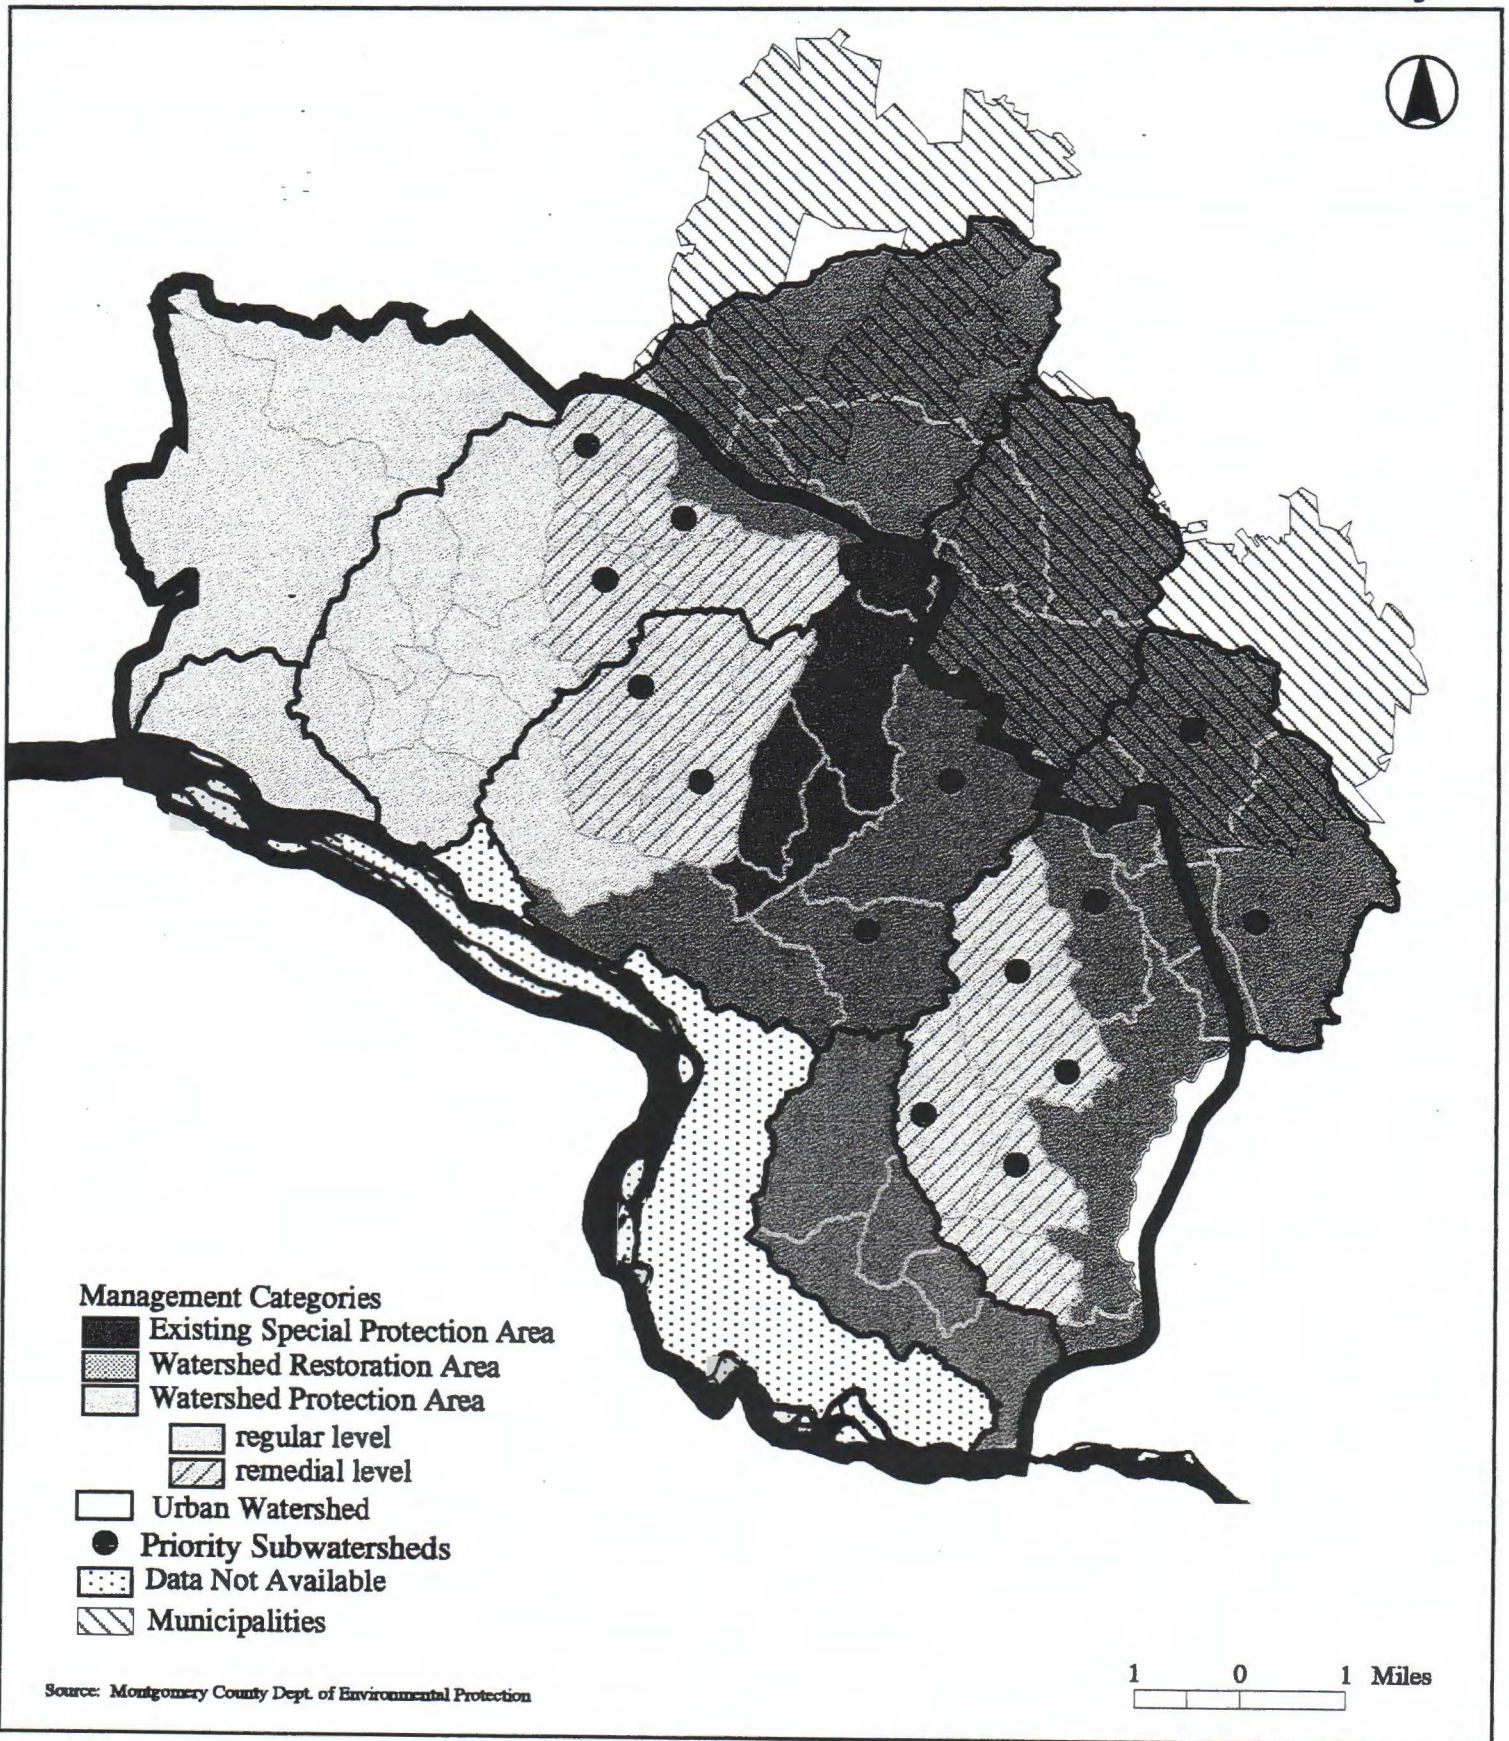 Management Categories
Existing Special Protection Area
Watershed Restoration Area
Watershed Protection Area
regular level
remedial level
Urban Watershed
Priority Subwatersheds
Data Not Available
Municipalities
Source: Montgomery County Dept. of Environmental Protection
1 0 1 Miles